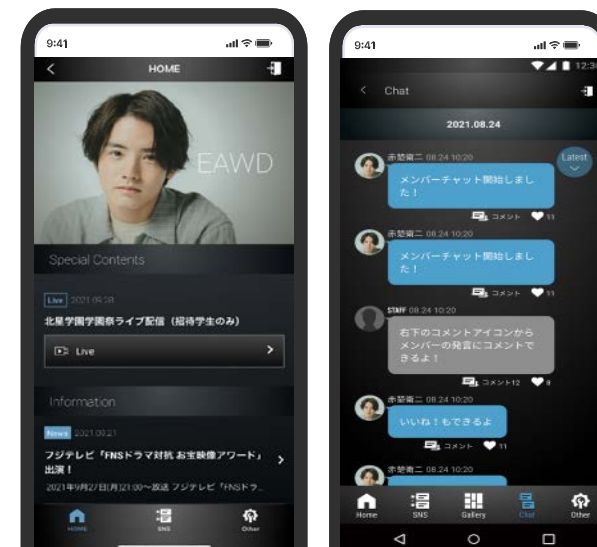 9:41
HOME
EAWD
Special Contents
Live 2021.09.28
北星学園学園祭ライブ配信（招待学生のみ）
Live
Information
News 2021.09.21
フジテレビ「FNSドラマ対抗 お宝映像アワード」
出演！
2021年9月27日(月)21:00〜放送 フジテレビ「FNSドラ...
HOME
SNS
Other
9:41
12:30
Chat
2021.08.24
Latest
赤楚衛二 08.24 10:20
メンバーチャット開始しまし
た！
コメント 11
赤楚衛二 08.24 10:20
メンバーチャット開始しまし
た！
コメント 11
STAFF 08.24 10:20
右下のコメントアイコンから
メンバーの発言にコメントで
きるよ！
コメント12 8
赤楚衛二 08.24 10:20
いいね！もできるよ
コメント 11
赤楚衛二 08.24 10:20
Home
SNS
Gallery
Chat
Other